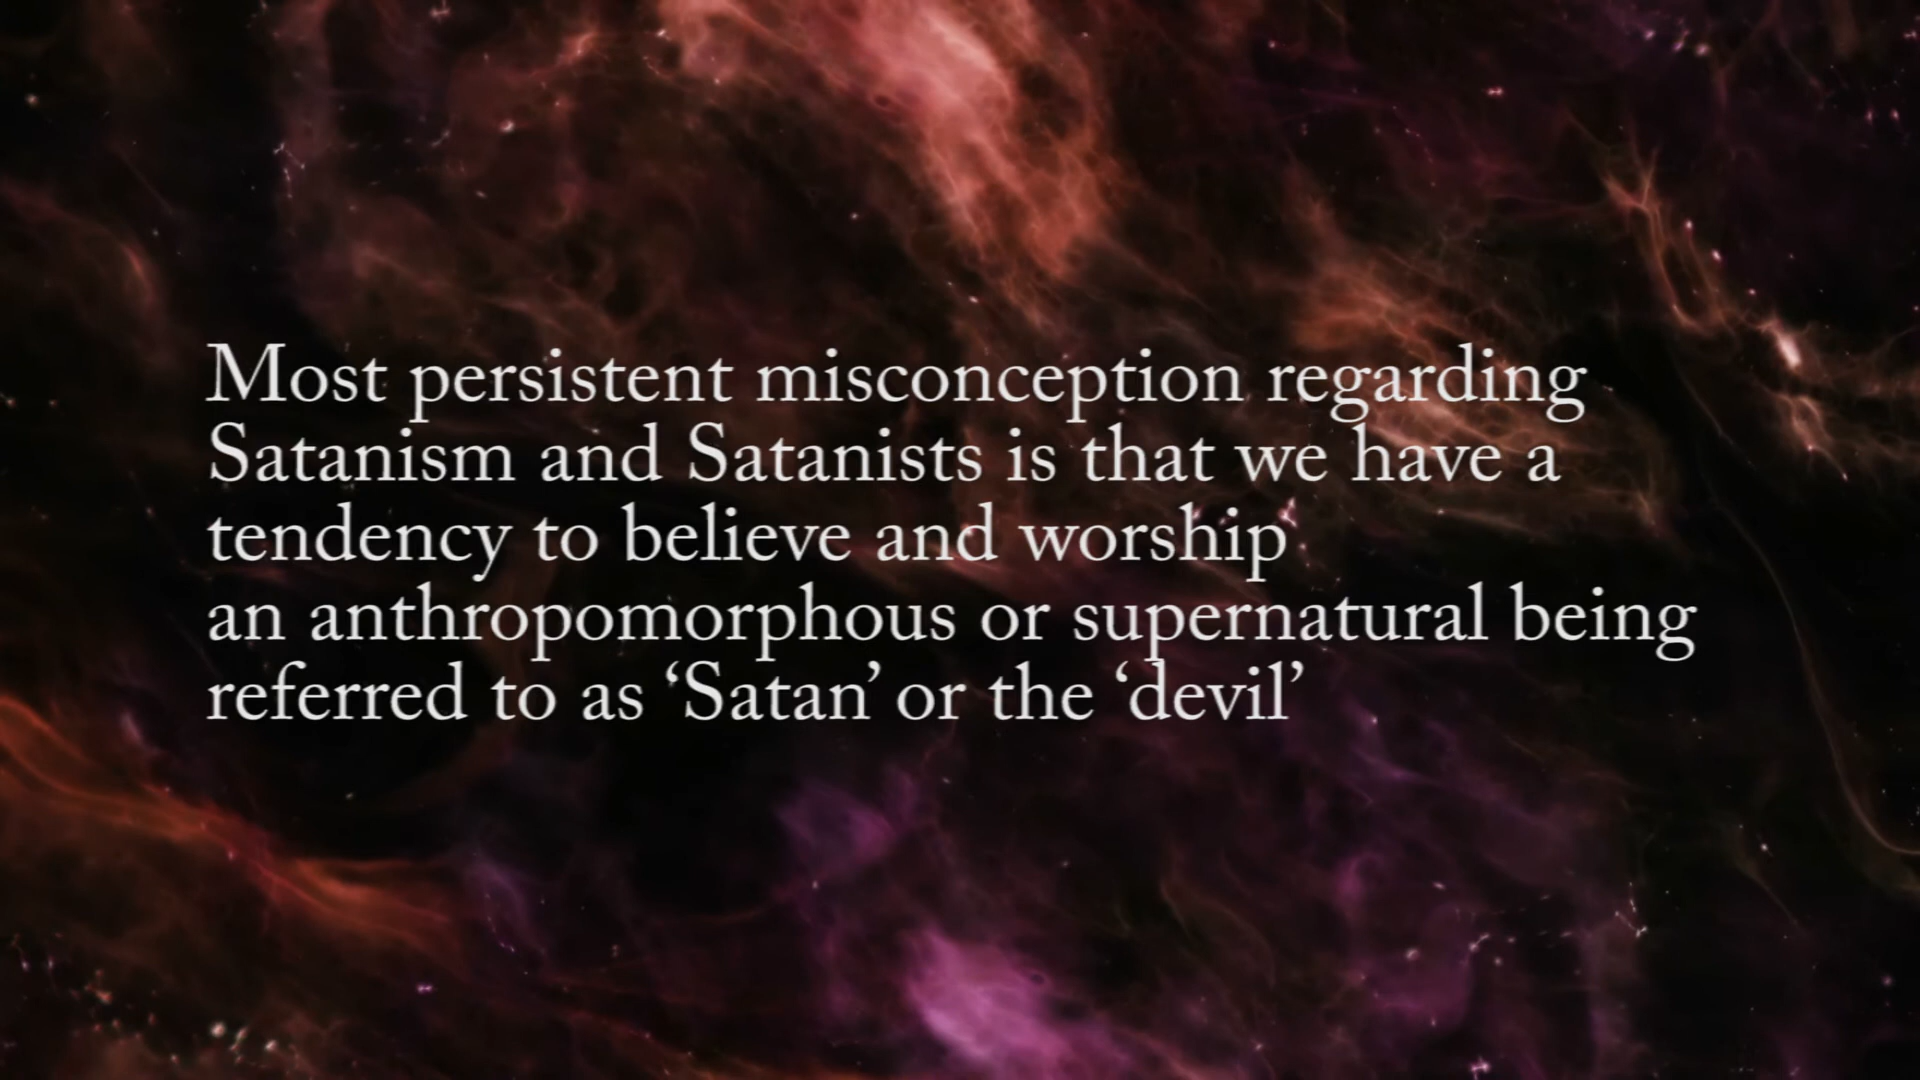 Most persistent misconception regarding
Satanism and Satanists is that we have a
tendency to believe and worship
an anthropomorphous or supernatural being
referred to as ‘Satan’ or the ‘devil’